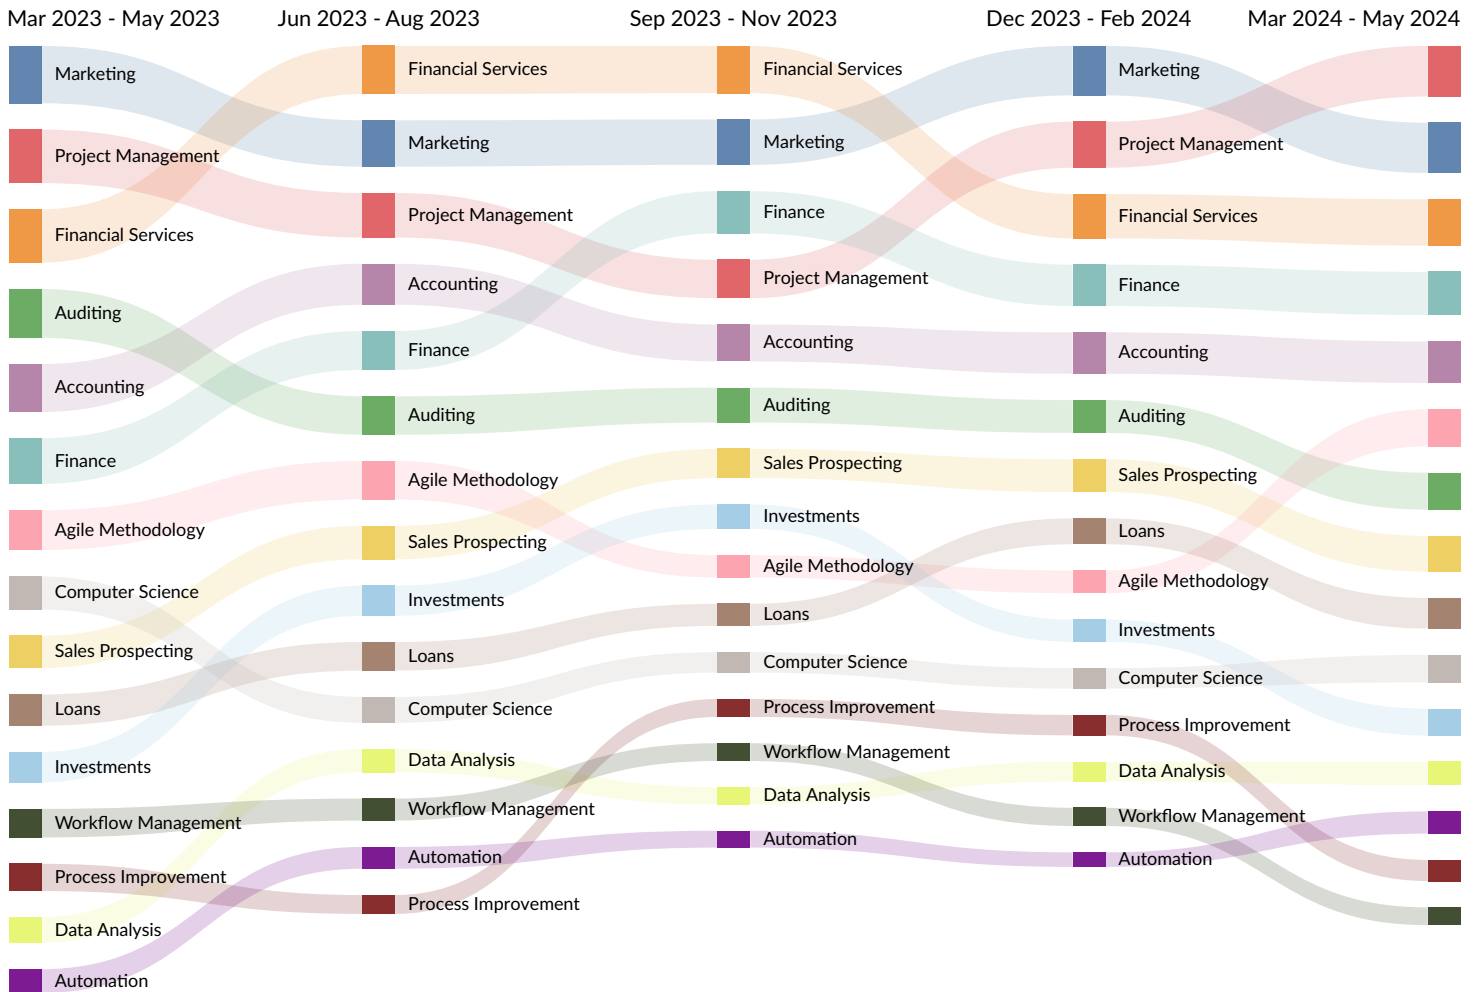 Mar 2023 - May 2023
Jun 2023 - Aug 2023
Sep 2023 - Nov 2023
Dec 2023 - Feb 2024
Mar 2024 - May 2024
Marketing
Project Management
Financial Services
Auditing
Accounting
Finance
Agile Methodology
Computer Science
Sales Prospecting
Loans
Investments
Workflow Management
Process Improvement
Data Analysis
Automation
Financial Services
Marketing
Project Management
Accounting
Finance
Auditing
Agile Methodology
Sales Prospecting
Investments
Loans
Computer Science
Data Analysis
Workflow Management
Automation
Process Improvement
Financial Services
Marketing
Finance
Project Management
Accounting
Auditing
Sales Prospecting
Investments
Agile Methodology
Loans
Computer Science
Process Improvement
Workflow Management
Data Analysis
Automation
Marketing
Project Management
Financial Services
Finance
Accounting
Auditing
Sales Prospecting
Loans
Agile Methodology
Investments
Computer Science
Process Improvement
Data Analysis
Workflow Management
Automation